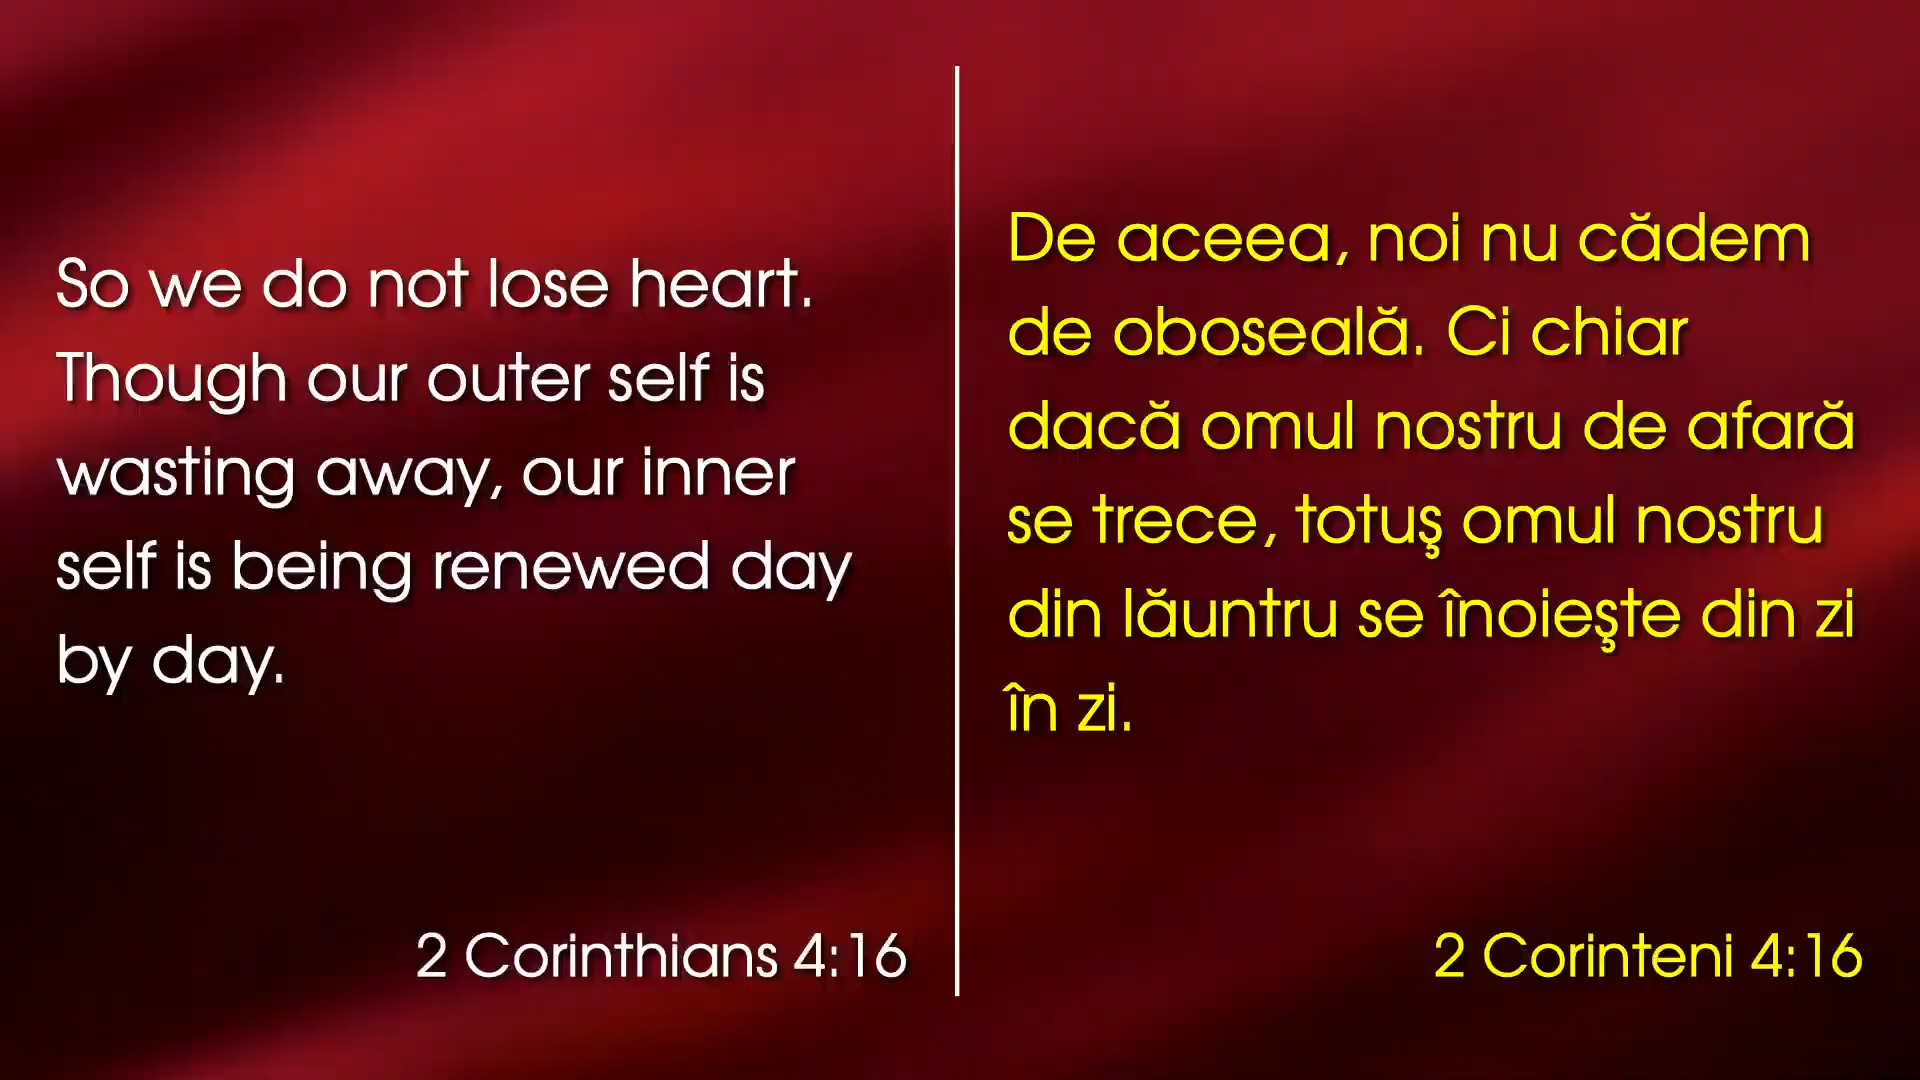 So we do not lose heart.
Though our outer self is
wasting away, our inner
self is being renewed day
by day.
2 Corinthians 4:16
De aceea, noi nu cădem
de oboseală. Ci chiar
dacă omul nostru de afară
se trece, totuş omul nostru
din lăuntru se înoieşte din zi
în zi.
2 Corinteni 4:16